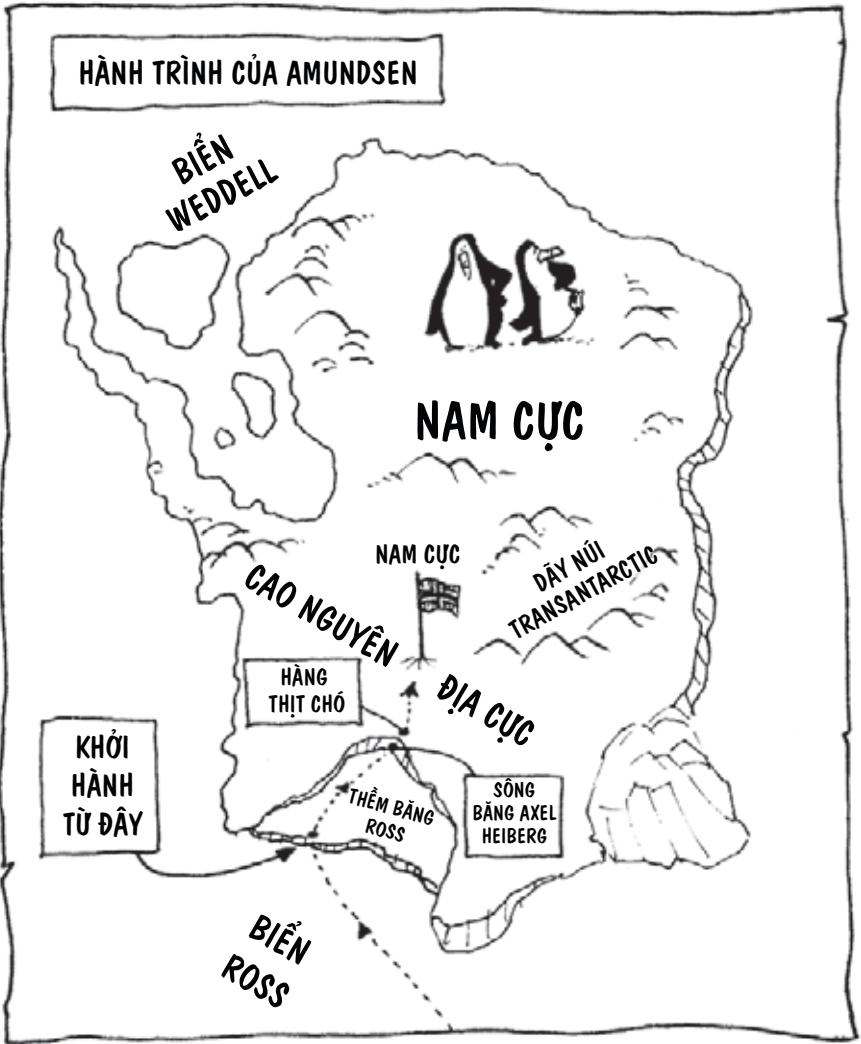 HÀNH TRÌNH CỦA AMUNDSEN
BIỂN
WEDDELL
NAM CỰC
NAM CỰC
DÃY NÚI
TRANSANTARCTIC
CAO NGUYÊN
ĐỊA CỰC
HÀNG
THỊT CHÓ
KHỞI
HÀNH
TỪ ĐÂY
THỀM BĂNG
ROSS
SÔNG
BĂNG AXEL
HEIBERG
BIỂN
ROSS